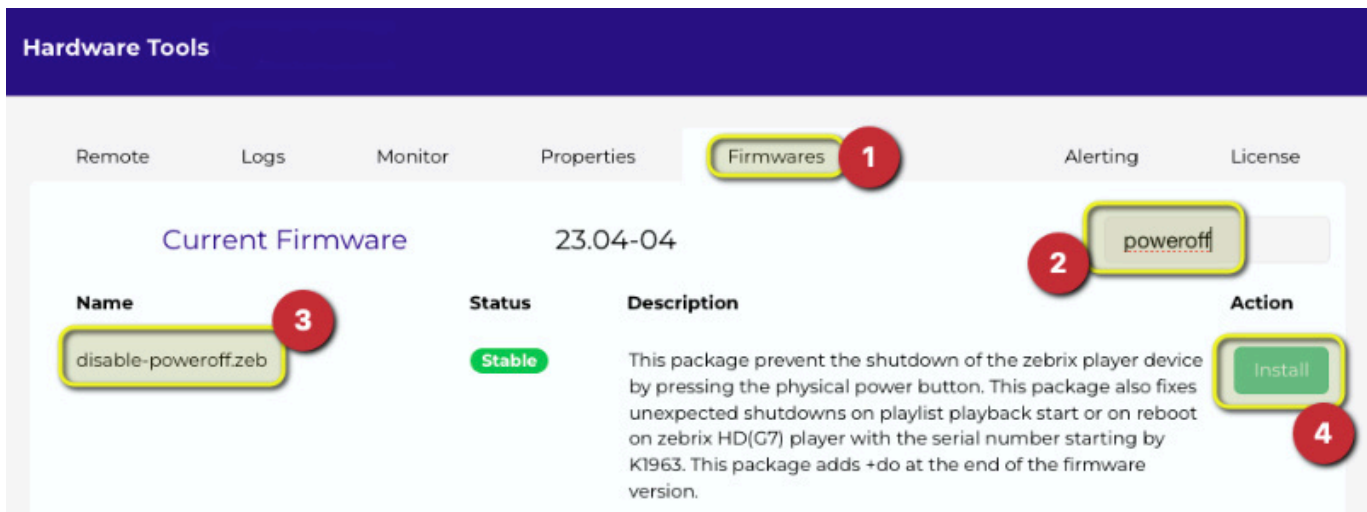 Hardware Tools
Remote Logs Monitor Properties Firmwares 1 Alerting License
Current Firmware 23.04-04 2 poweroff
Name 3 Status Description Action
disable-poweroff.zeb Stable This package prevent the shutdown of the zebrix player device Install
by pressing the physical power button. This package also fixes
unexpected shutdowns on playlist playback start or on reboot
on zebrix HD(G7) player with the serial number starting by 4
K1963. This package adds +do at the end of the firmware
version.